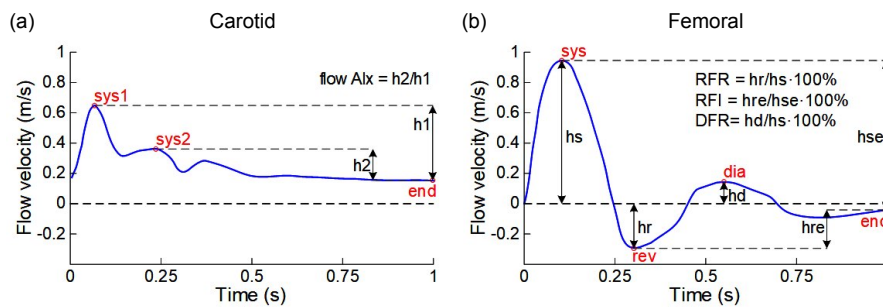 (a)
Carotid
Flow velocity (m/s)
1
0.8
0.6
0.4
0.2
0
-0.2
sys1
sys2
flow AIx = h2/h1
h1
h2
end
0
0.25
0.5
0.75
1
Time (s)
(b)
Femoral
Flow velocity (m/s)
1
0.8
0.6
0.4
0.2
0
-0.2
sys
RFR = hr/hs·100%
RFI = hre/hse·100%
DFR= hd/hs·100%
hs
hse
dia
hd
hr
hre
rev
end
0
0.25
0.5
0.75
Time (s)